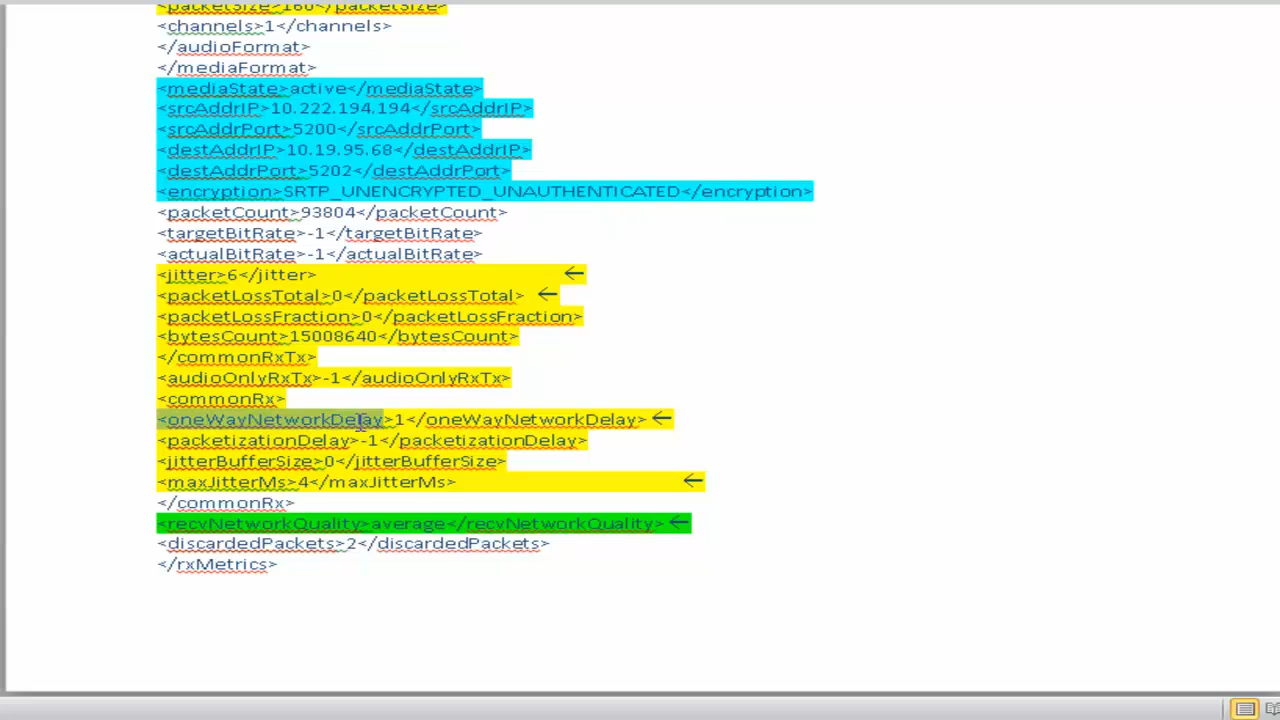 <packetSize>160</packetSize>
<channels>1</channels>
</audioFormat>
</mediaFormat>
<mediaState>active</mediaState>
<srcAddrIP>10.222.194.194</srcAddrIP>
<srcAddrPort>5200</srcAddrPort>
<destAddrIP>10.19.95.68</destAddrIP>
<destAddrPort>5202</destAddrPort>
<encryption>SRTP_UNENCRYPTED_UNAUTHENTICATED</encryption>
<packetCount>93804</packetCount>
<targetBitRate>-1</targetBitRate>
<actualBitRate>-1</actualBitRate>
<jitter>6</jitter> ←
<packetLossTotal>0</packetLossTotal> ←
<packetLossFraction>0</packetLossFraction>
<bytesCount>15008640</bytesCount>
</commonRxTx>
<audioOnlyRxTx>-1</audioOnlyRxTx>
<commonRx>
<oneWayNetworkDelay>1</oneWayNetworkDelay> ←
<packetizationDelay>-1</packetizationDelay>
<jitterBufferSize>0</jitterBufferSize>
<maxJitterMs>4</maxJitterMs> ←
</commonRx>
<recvNetworkQuality>average</recvNetworkQuality> ←
<discardedPackets>2</discardedPackets>
</rxMetrics>